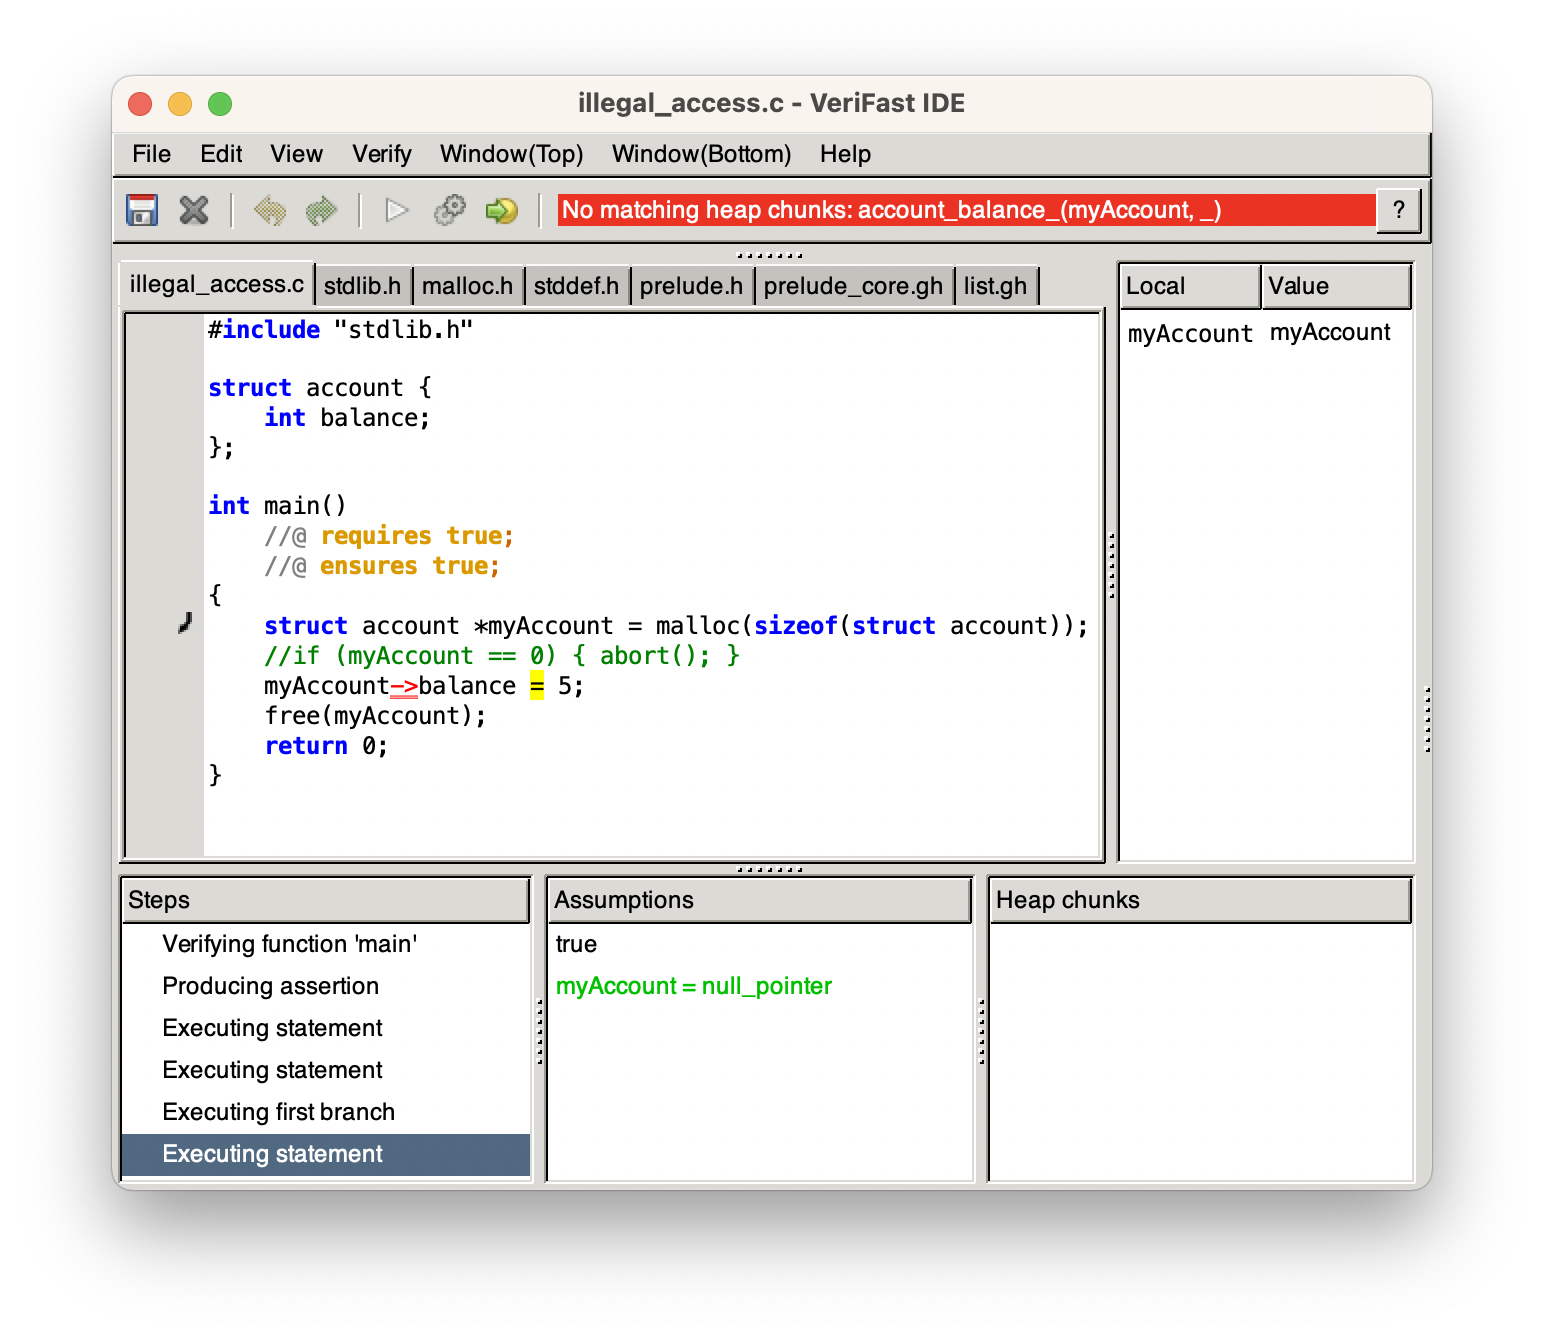 illegal_access.c - VeriFast IDE
File Edit View Verify Window(Top) Window(Bottom) Help
No matching heap chunks: account_balance_(myAccount, _) ?
illegal_access.c stdlib.h malloc.h stddef.h prelude.h prelude_core.gh list.gh
#include "stdlib.h"
struct account {
    int balance;
};
int main()
    //@ requires true;
    //@ ensures true;
{
    struct account *myAccount = malloc(sizeof(struct account));
    //if (myAccount == 0) { abort(); }
    myAccount->balance = 5;
    free(myAccount);
    return 0;
}
Local Value
myAccount myAccount
Steps
Verifying function 'main'
Producing assertion
Executing statement
Executing statement
Executing first branch
Executing statement
Assumptions
true
myAccount = null_pointer
Heap chunks